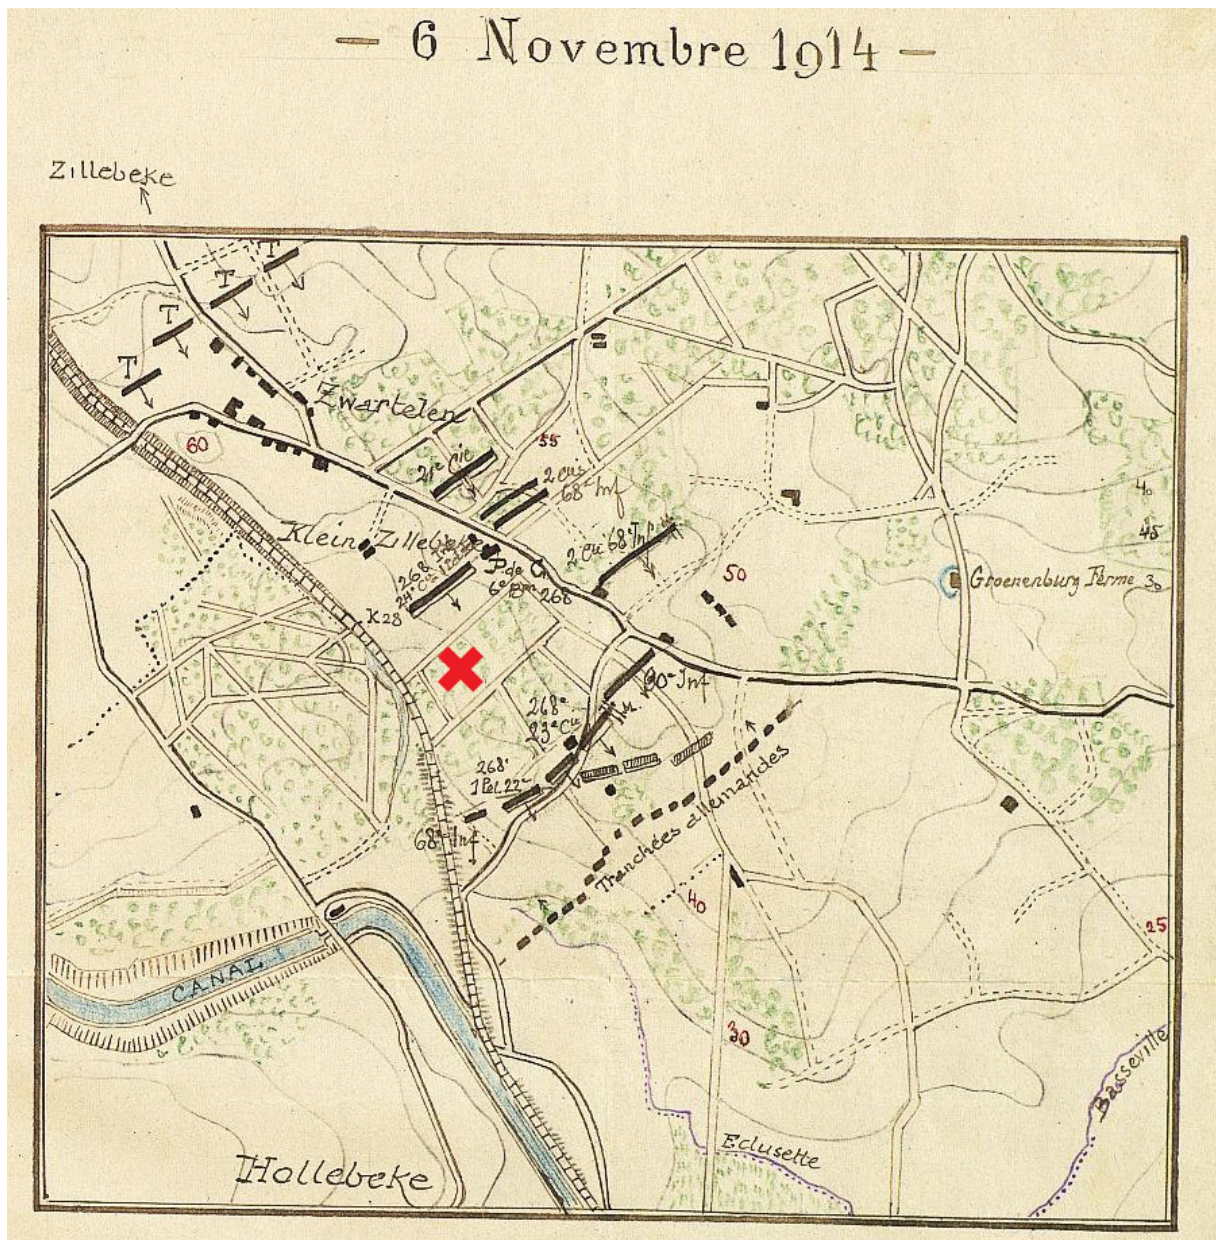 — 6 Novembre 1914 —
Zillebeke
T
T
T
T
Zwartelen
60
55
21e Cie
2 Cies
68e Inf
Klein Zillebeke
2 Cie 68e Inf
40
45
268
24e Cie
P. de C.
268
K28
50
Groenenburg Ferme
30
90e Inf
268e
23e Cie
268e
1 Pel. 22e
68e Inf
Tranchées allemandes
40
25
CANAL
30
Basseville
Eclusette
Hollebeke